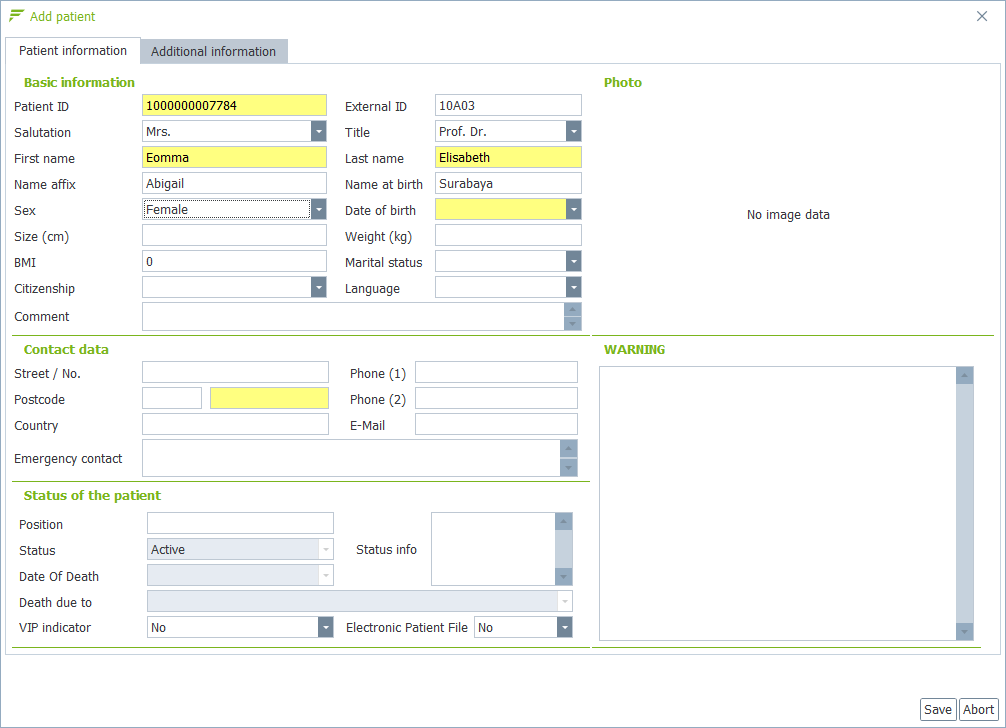 Add patient
Patient information Additional information
Basic information
Photo
Patient ID 1000000007784 External ID 10A03
Salutation Mrs. Title Prof. Dr.
First name Eomma Last name Elisabeth
Name affix Abigail Name at birth Surabaya
Sex Female Date of birth
No image data
Size (cm) Weight (kg)
BMI 0 Marital status
Citizenship Language
Comment
Contact data
WARNING
Street / No. Phone (1)
Postcode Phone (2)
Country E-Mail
Emergency contact
Status of the patient
Position
Status Active Status info
Date Of Death
Death due to
VIP indicator No Electronic Patient File No
Save Abort